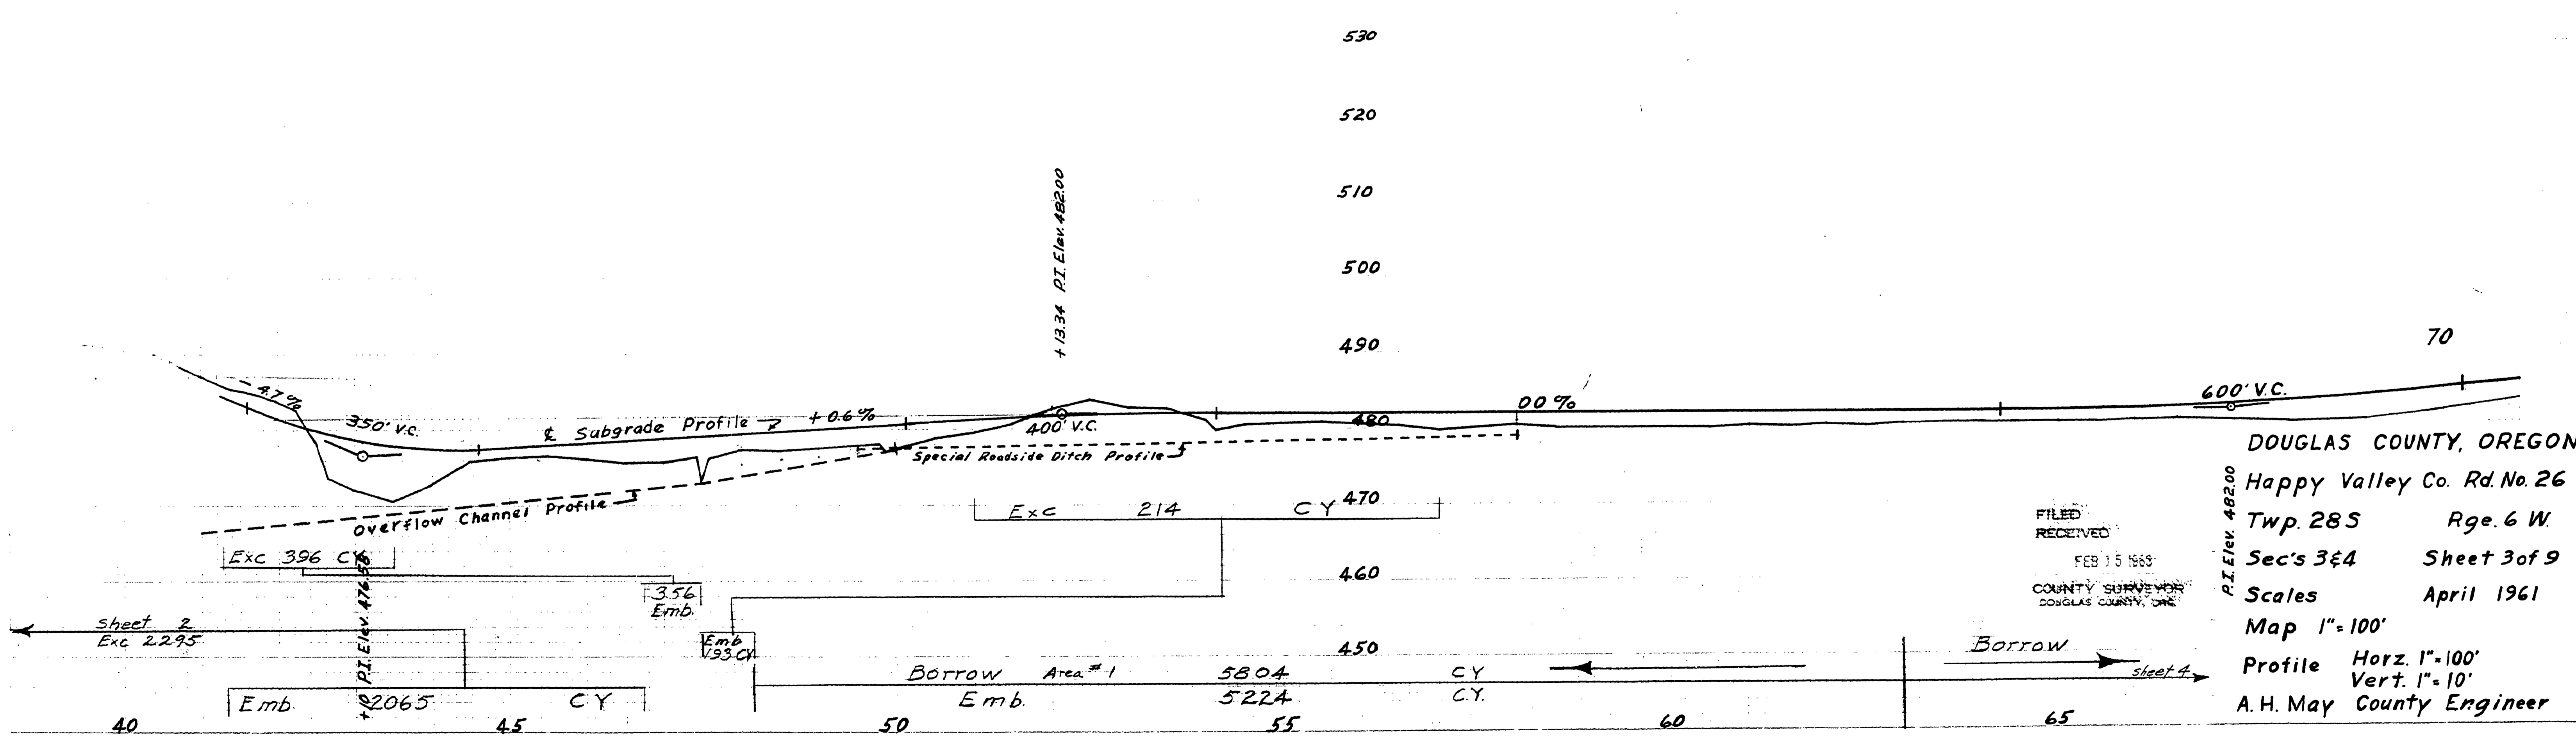 530
520
510
500
490
480
470
460
450
+13.34 P.I. Elev. 482.00
70
- 4.7 %
350' V.C.
℄ Subgrade Profile
+ 0.6 %
400' V.C.
00 %
600' V.C.
Special Roadside Ditch Profile
Overflow Channel Profile
Exc 214 CY
Exc 396 CY
356
Emb.
+10 P.I. Elev. 476.58
Sheet 2
Exc 2295
Emb
193 CY
Emb. 2065 CY
Borrow Area #1 5804 CY
Emb. 5224 C.Y.
Borrow
Sheet 4
40 45 50 55 60 65
FILED
RECEIVED
FEB 15 1963
COUNTY SURVEYOR
DOUGLAS COUNTY, ORE
P.I. Elev. 482.00
DOUGLAS COUNTY, OREGON
Happy Valley Co. Rd. No. 26
Twp. 28 S Rge. 6 W.
Sec's 3&4 Sheet 3 of 9
Scales April 1961
Map 1"= 100'
Profile Horz. 1"= 100'
Vert. 1"= 10'
A. H. May County Engineer